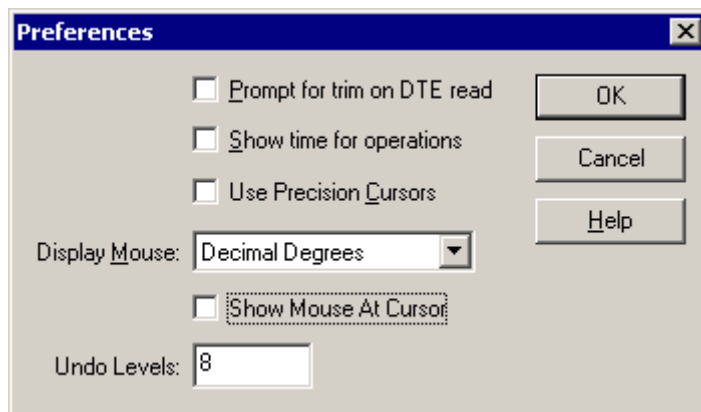 Preferences
Prompt for trim on DTE read
OK
Show time for operations
Cancel
Use Precision Cursors
Help
Display Mouse: Decimal Degrees
Show Mouse At Cursor
Undo Levels: 8